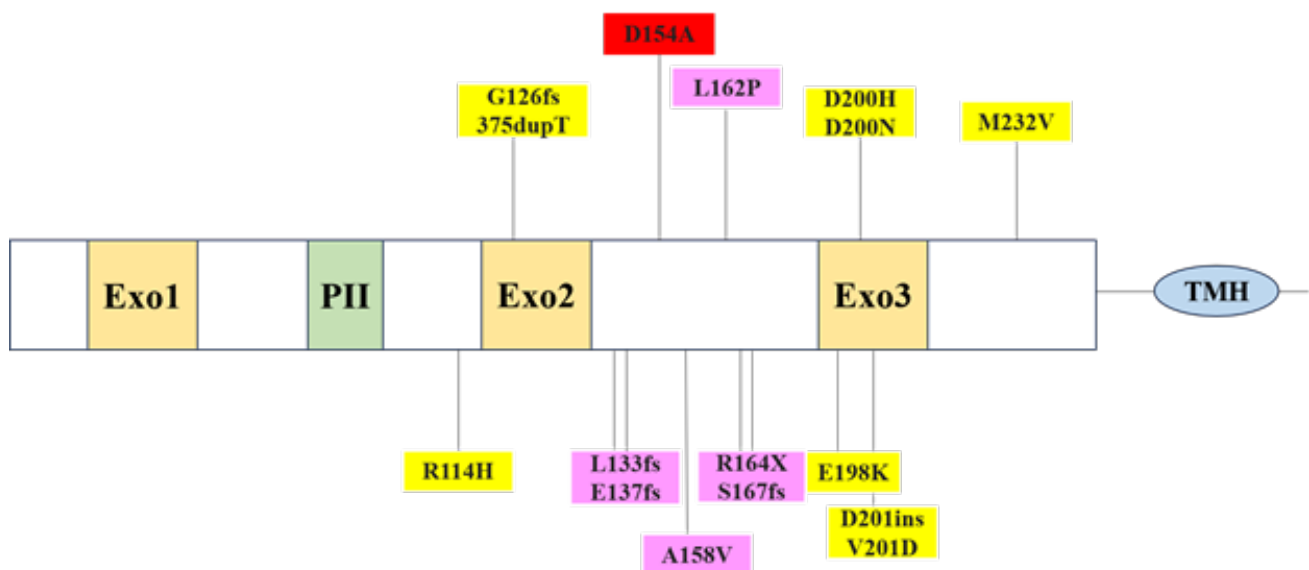 D154A
L162P
G126fs
375dupT
D200H
D200N
M232V
Exo1
PII
Exo2
Exo3
TMH
R114H
L133fs
E137fs
R164X
S167fs
E198K
D201ins
V201D
A158V